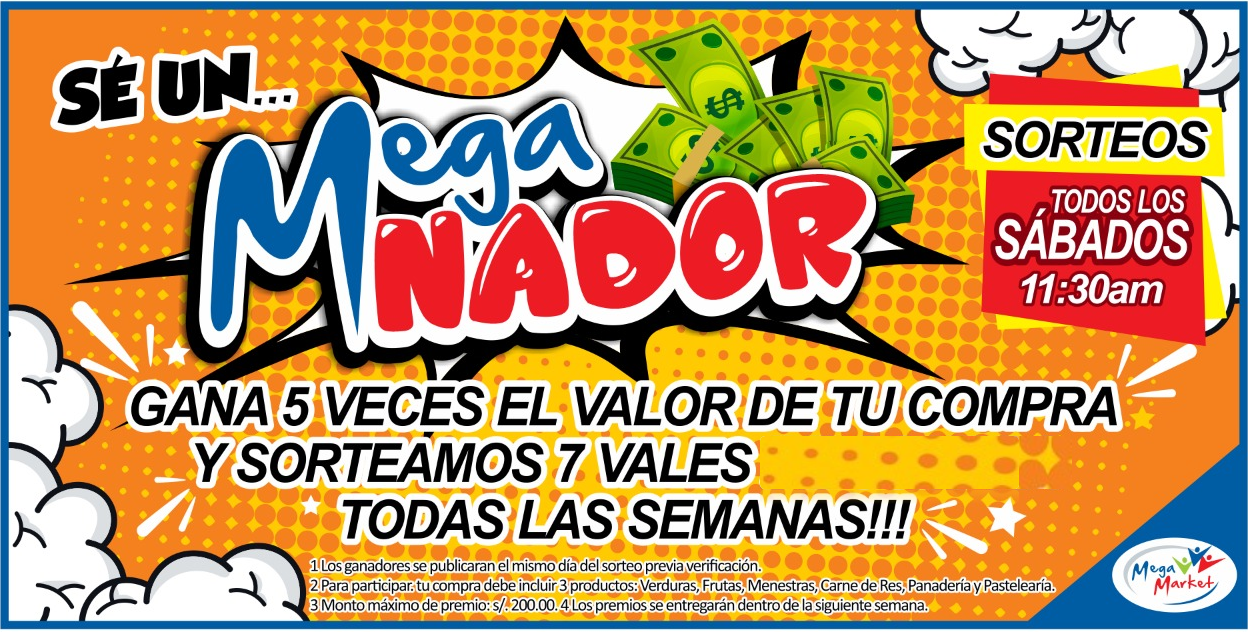 SÉ UN...
Mega
NADOR
SORTEOS
TODOS LOS
SÁBADOS
11:30am
GANA 5 VECES EL VALOR DE TU COMPRA
Y SORTEAMOS 7 VALES
TODAS LAS SEMANAS!!!
1 Los ganadores se publicaran el mismo día del sorteo previa verificación.
2 Para participar. tu compra debe incluir 3 productos: Verduras, Frutas, Menestras, Carne de Res, Panadería y Pastelearía.
3 Monto máximo de premio: s/. 200.00. 4 Los premios se entregarán dentro de la siguiente semana.
Mega
Market